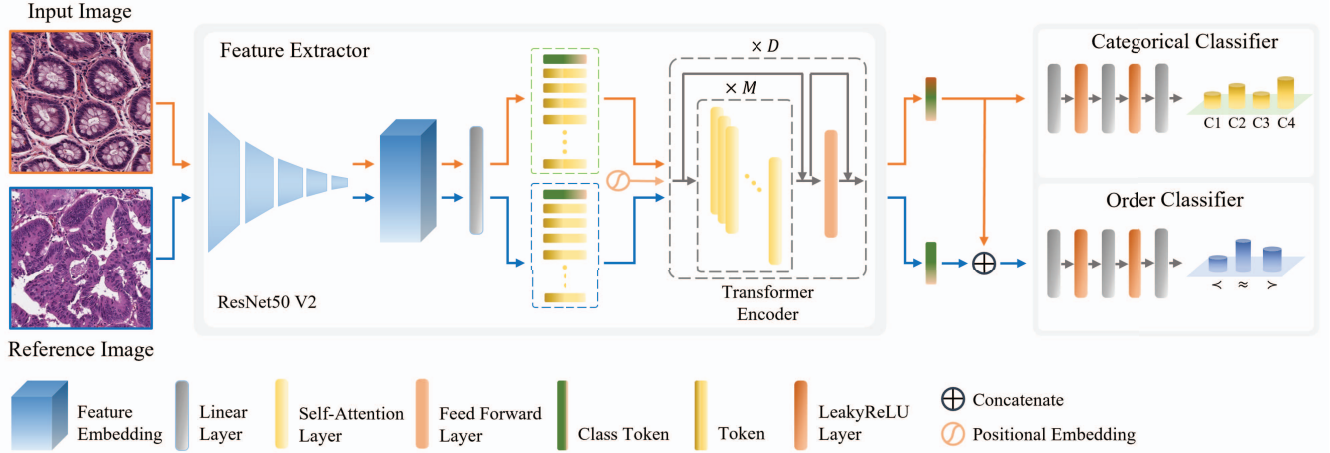 Input Image
Feature Extractor
× D
× M
ResNet50 V2
Transformer
Encoder
Reference Image
Categorical Classifier
C1 C2 C3 C4
Order Classifier
≺ ≈ ≻
Feature
Embedding
Linear
Layer
Self-Attention
Layer
Feed Forward
Layer
Class Token
Token
LeakyReLU
Layer
Concatenate
Positional Embedding